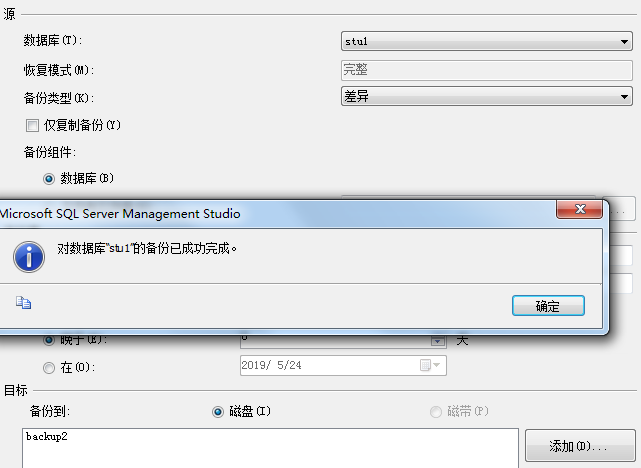 源
数据库(T):
stu1
恢复模式(M):
完整
备份类型(K):
差异
仅复制备份(Y)
备份组件:
数据库(B)
Microsoft SQL Server Management Studio
对数据库“stu1”的备份已成功完成。
确定
晚于(E):
天
在(O):
2019/ 5/24
目标
备份到:
磁盘(I)
磁带(P)
backup2
添加(D)...